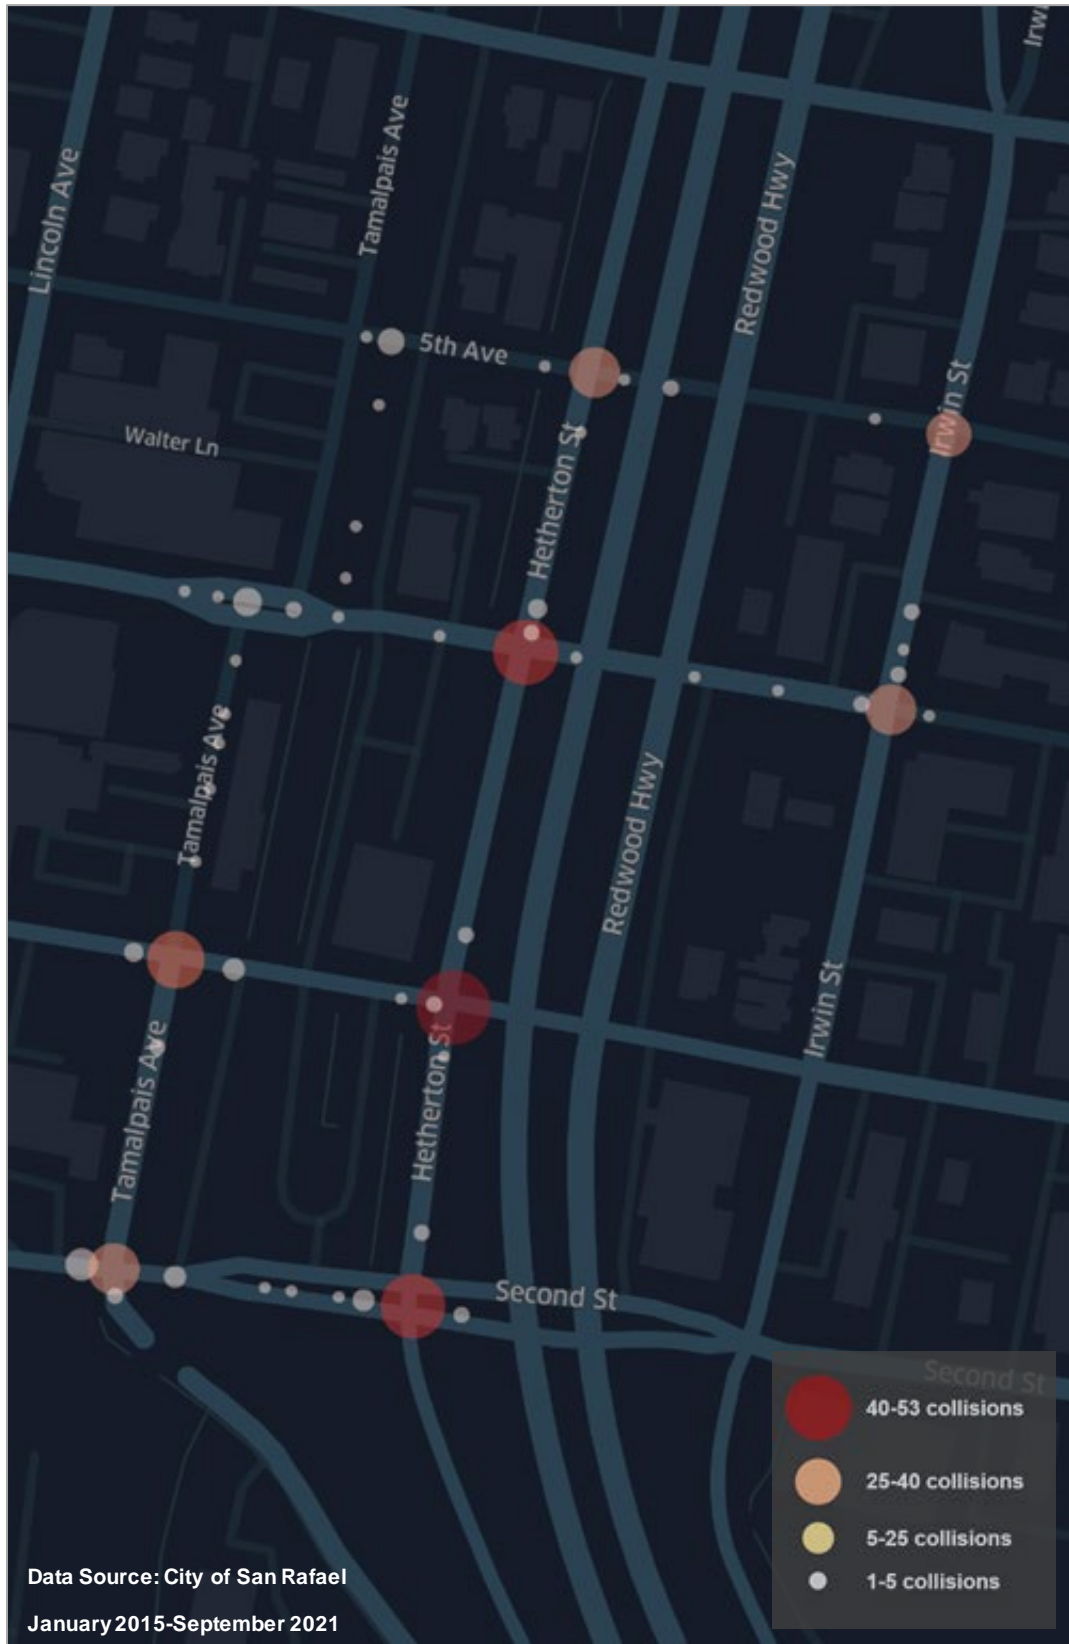 Irwi
Tamalpais Ave
Lincoln Ave
Redwood Hwy
5th Ave
Irwin St
Walter Ln
Hetherton St
Tamalpais Ave
Redwood Hwy
Irwin St
Hetherton St
Tamalpais Ave
Second St
Second St
40-53 collisions
25-40 collisions
5-25 collisions
1-5 collisions
Data Source: City of San Rafael
January 2015-September 2021